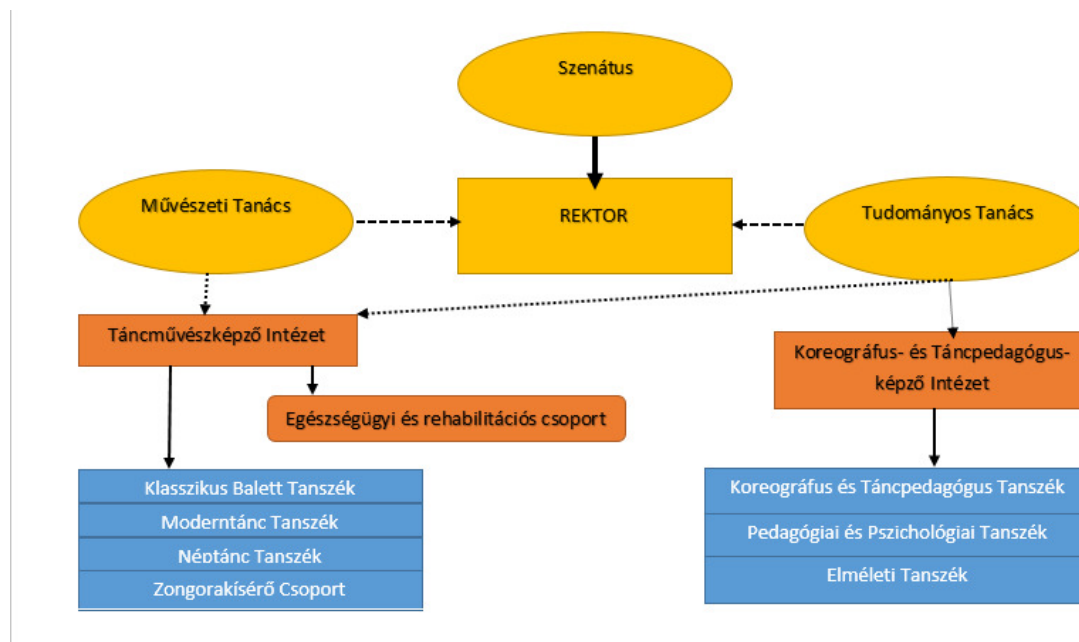 Szenátus
Művészeti Tanács
REKTOR
Tudományos Tanács
Táncművészképző Intézet
Koreográfus- és Táncpedagógus-
képző Intézet
Egészségügyi és rehabilitációs csoport
Klasszikus Balett Tanszék
Moderntánc Tanszék
Néptánc Tanszék
Zongorakísérő Csoport
Koreográfus és Táncpedagógus Tanszék
Pedagógiai és Pszichológiai Tanszék
Elméleti Tanszék